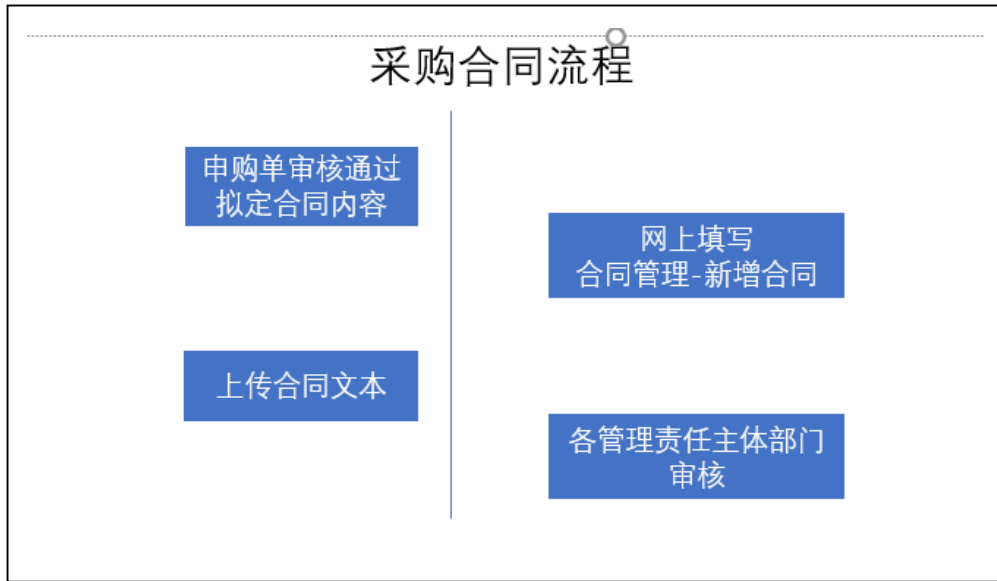 采购合同流程
申购单审核通过
拟定合同内容
网上填写
合同管理-新增合同
上传合同文本
各管理责任主体部门
审核